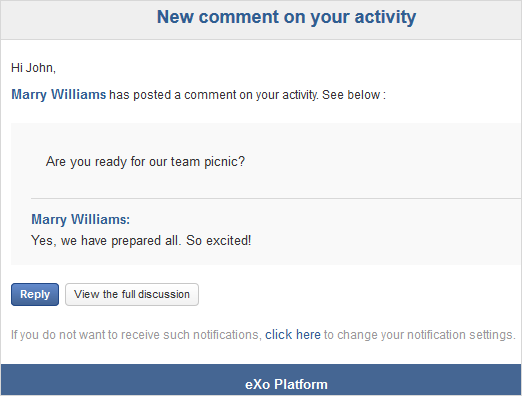 New comment on your activity
Hi John,
Marry Williams has posted a comment on your activity. See below :
Are you ready for our team picnic?
Marry Williams:
Yes, we have prepared all. So excited!
Reply View the full discussion
If you do not want to receive such notifications, click here to change your notification settings.
eXo Platform